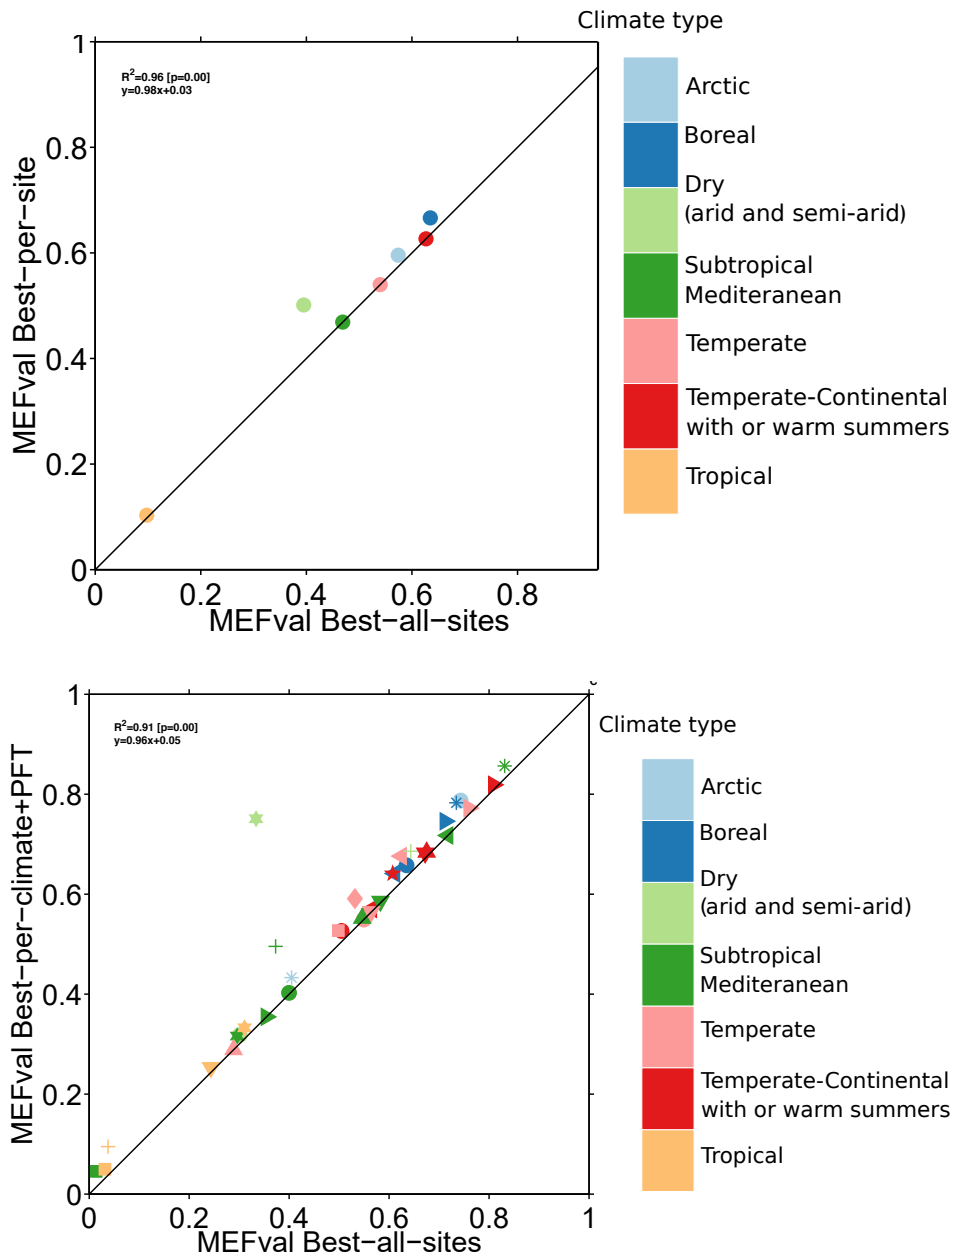 Climate type
1
R2=0.96 [p=0.00]
y=0.98x+0.03
Arctic
0.8
Boreal
Dry
(arid and semi-arid)
0.6
Subtropical
Mediteranean
0.4
Temperate
Temperate-Continental
with or warm summers
0.2
Tropical
0
MEFval Best−per−site
0 0.2 0.4 0.6 0.8
MEFval Best−all−sites
1
Climate type
R2=0.91 [p=0.00]
y=0.96x+0.05
Arctic
0.8
Boreal
Dry
(arid and semi-arid)
0.6
Subtropical
Mediteranean
0.4
Temperate
Temperate-Continental
with or warm summers
0.2
Tropical
0
MEFval Best−per−climate+PFT
0 0.2 0.4 0.6 0.8 1
MEFval Best−all−sites